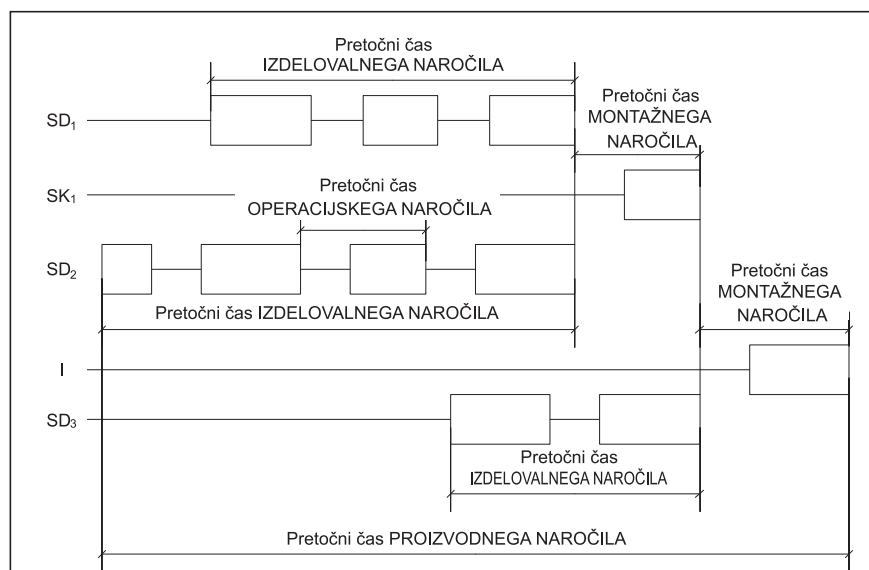 Pretočni čas
IZDELOVALNEGA NAROČILA
SD₁
Pretočni čas
MONTAŽNEGA
NAROČILA
SK₁
Pretočni čas
OPERACIJSKEGA NAROČILA
SD₂
Pretočni čas
MONTAŽNEGA
NAROČILA
Pretočni čas IZDELOVALNEGA NAROČILA
I
SD₃
Pretočni čas
IZDELOVALNEGA NAROČILA
Pretočni čas PROIZVODNEGA NAROČILA